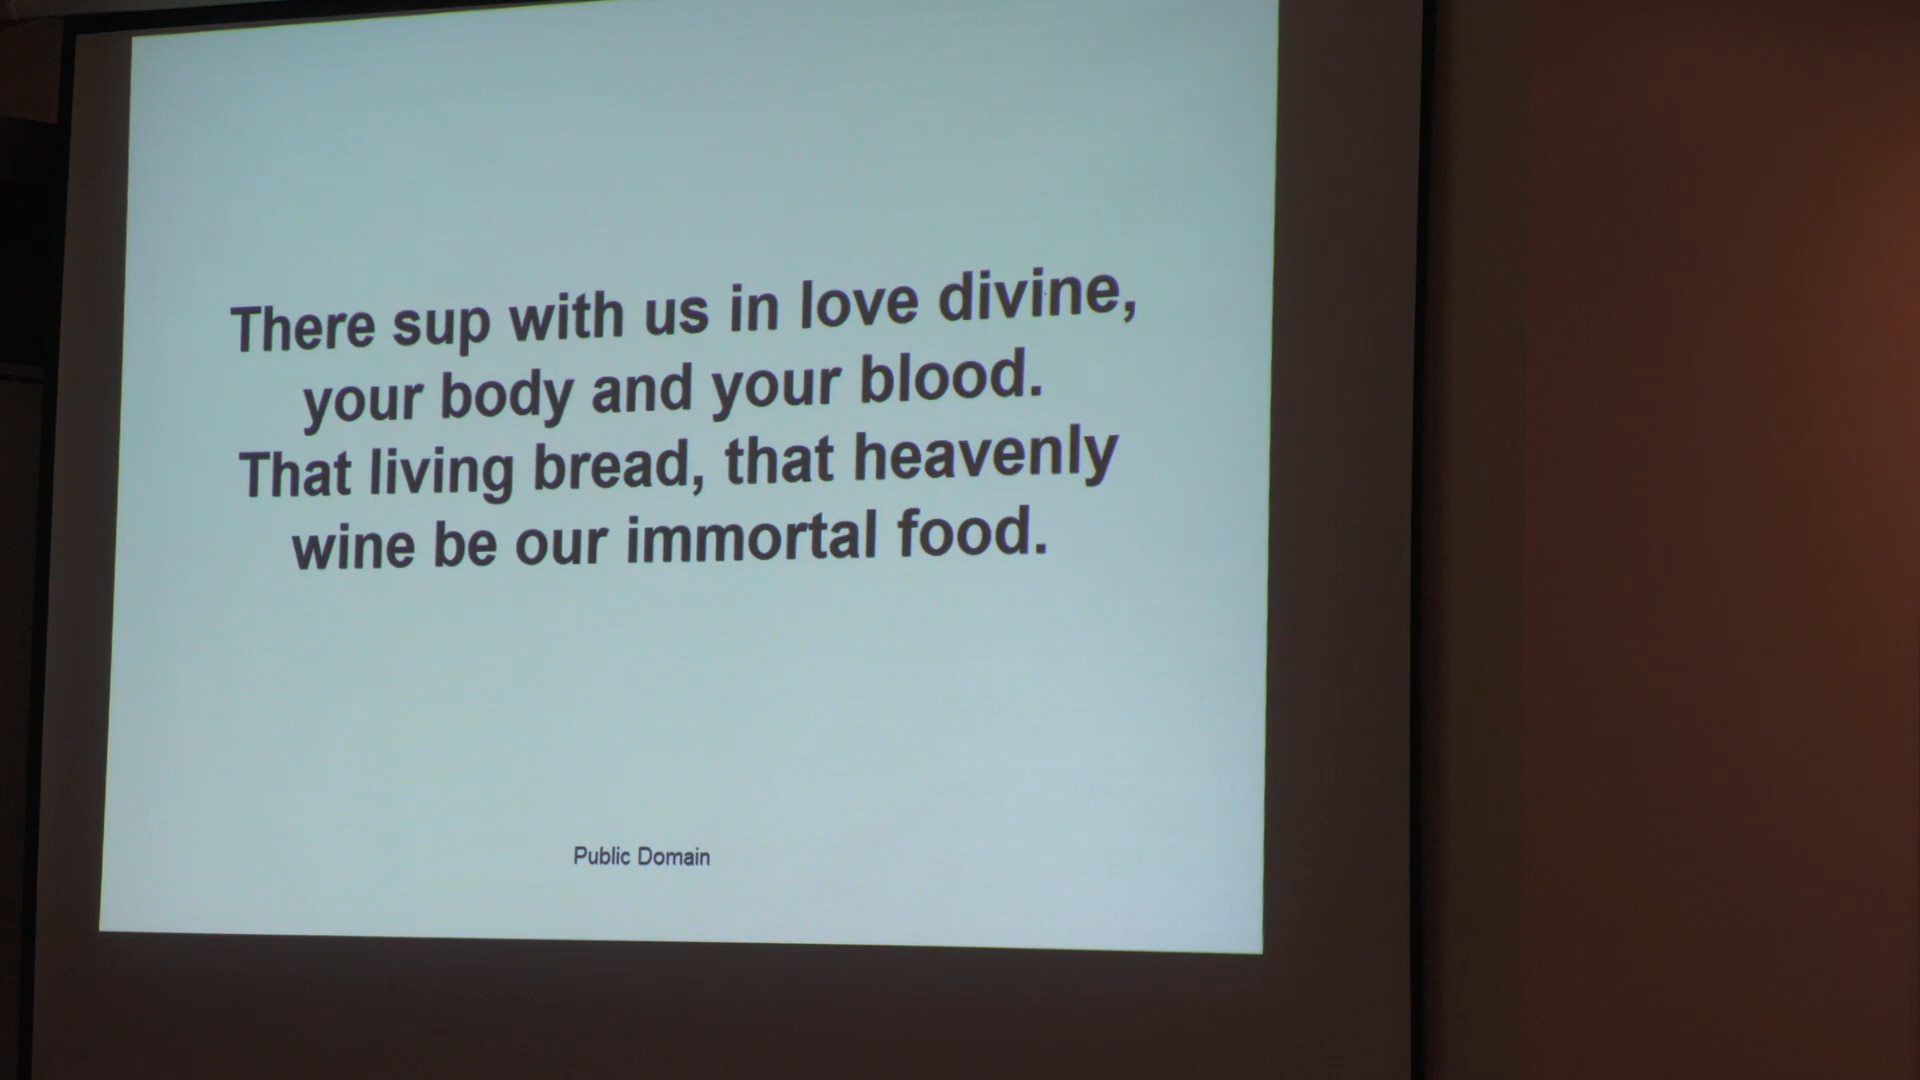 There sup with us in love divine,
your body and your blood.
That living bread, that heavenly
wine be our immortal food.
Public Domain